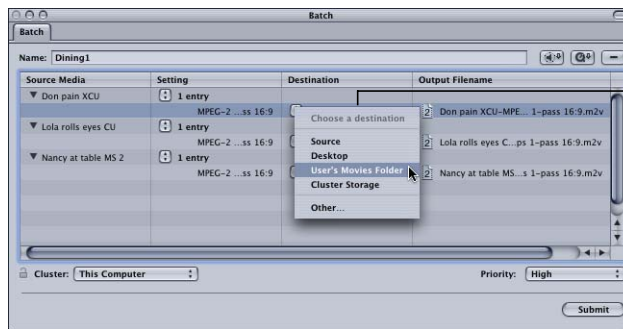 Batch
Batch
Name: Dining1
Source Media Setting Destination Output Filename
Don pain XCU 1 entry
MPEG-2 ...ss 16:9 2 Don pain XCU-MPE... 1-pass 16:9.m2v
Choose a destination
Lola rolls eyes CU 1 entry
Source
MPEG-2 ...ss 16:9 2 Lola rolls eyes C...ps 1-pass 16:9.m2v
Desktop
Nancy at table MS 2 1 entry
User's Movies Folder
MPEG-2 ...ss 16:9 2 Nancy at table MS...s 1-pass 16:9.m2v
Cluster Storage
Other...
Cluster: This Computer Priority: High
Submit